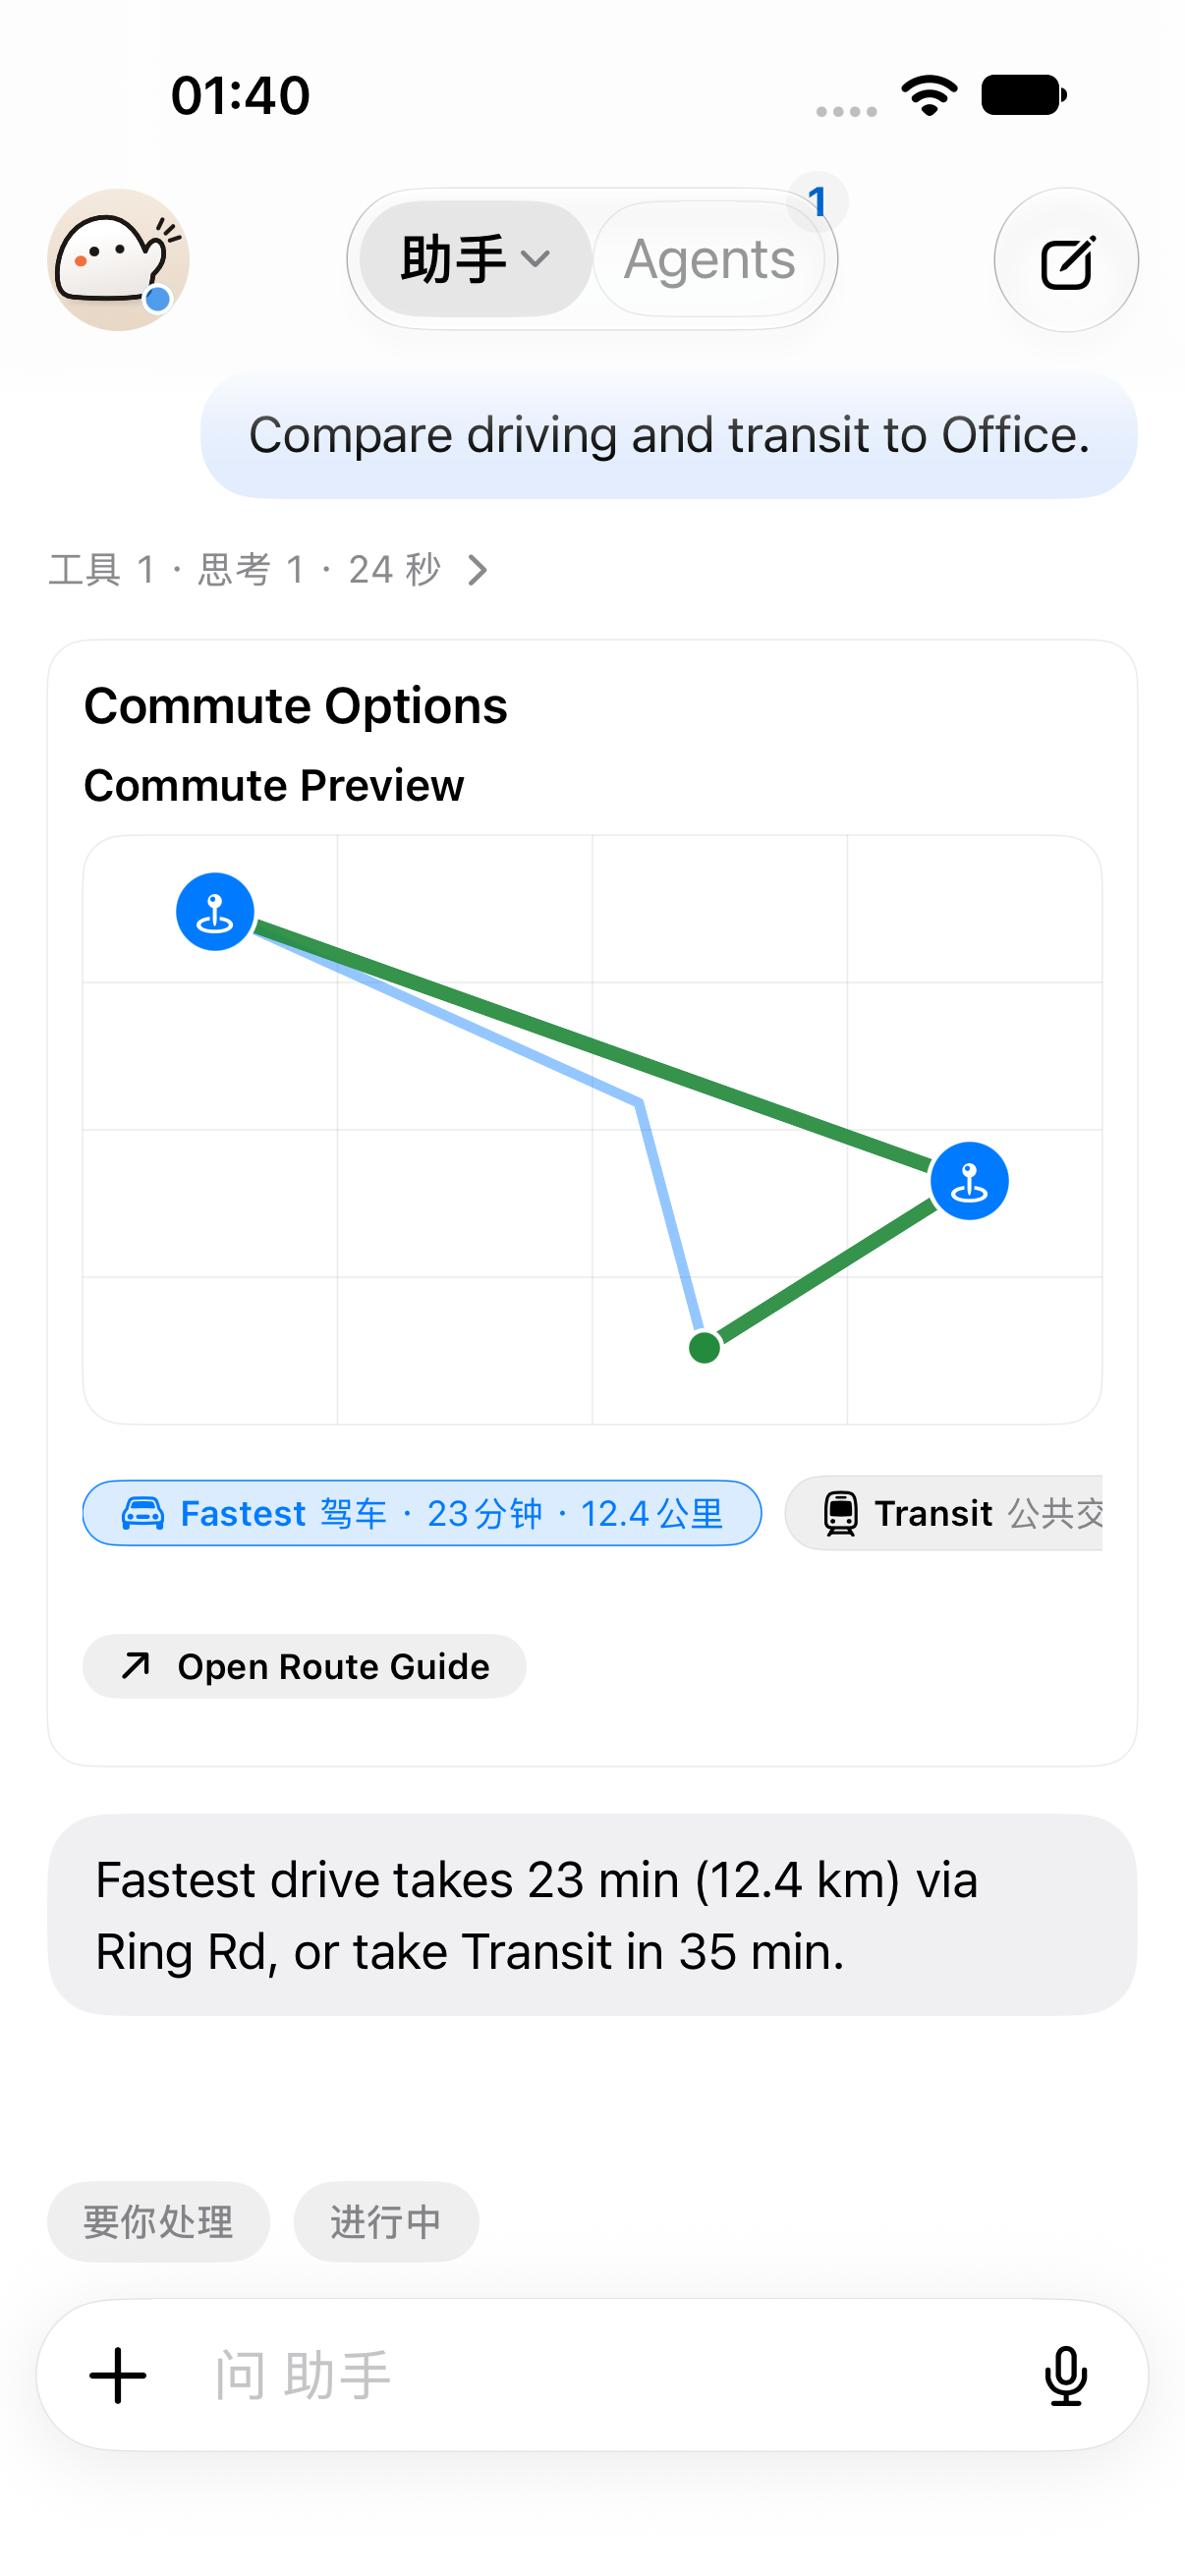 01:40
助手 Agents 1
Compare driving and transit to Office.
工具 1 · 思考 1 · 24 秒
Commute Options
Commute Preview
Fastest 驾车 · 23分钟 · 12.4公里 Transit 公共交
Open Route Guide
Fastest drive takes 23 min (12.4 km) via
Ring Rd, or take Transit in 35 min.
要你处理 进行中
问 助手